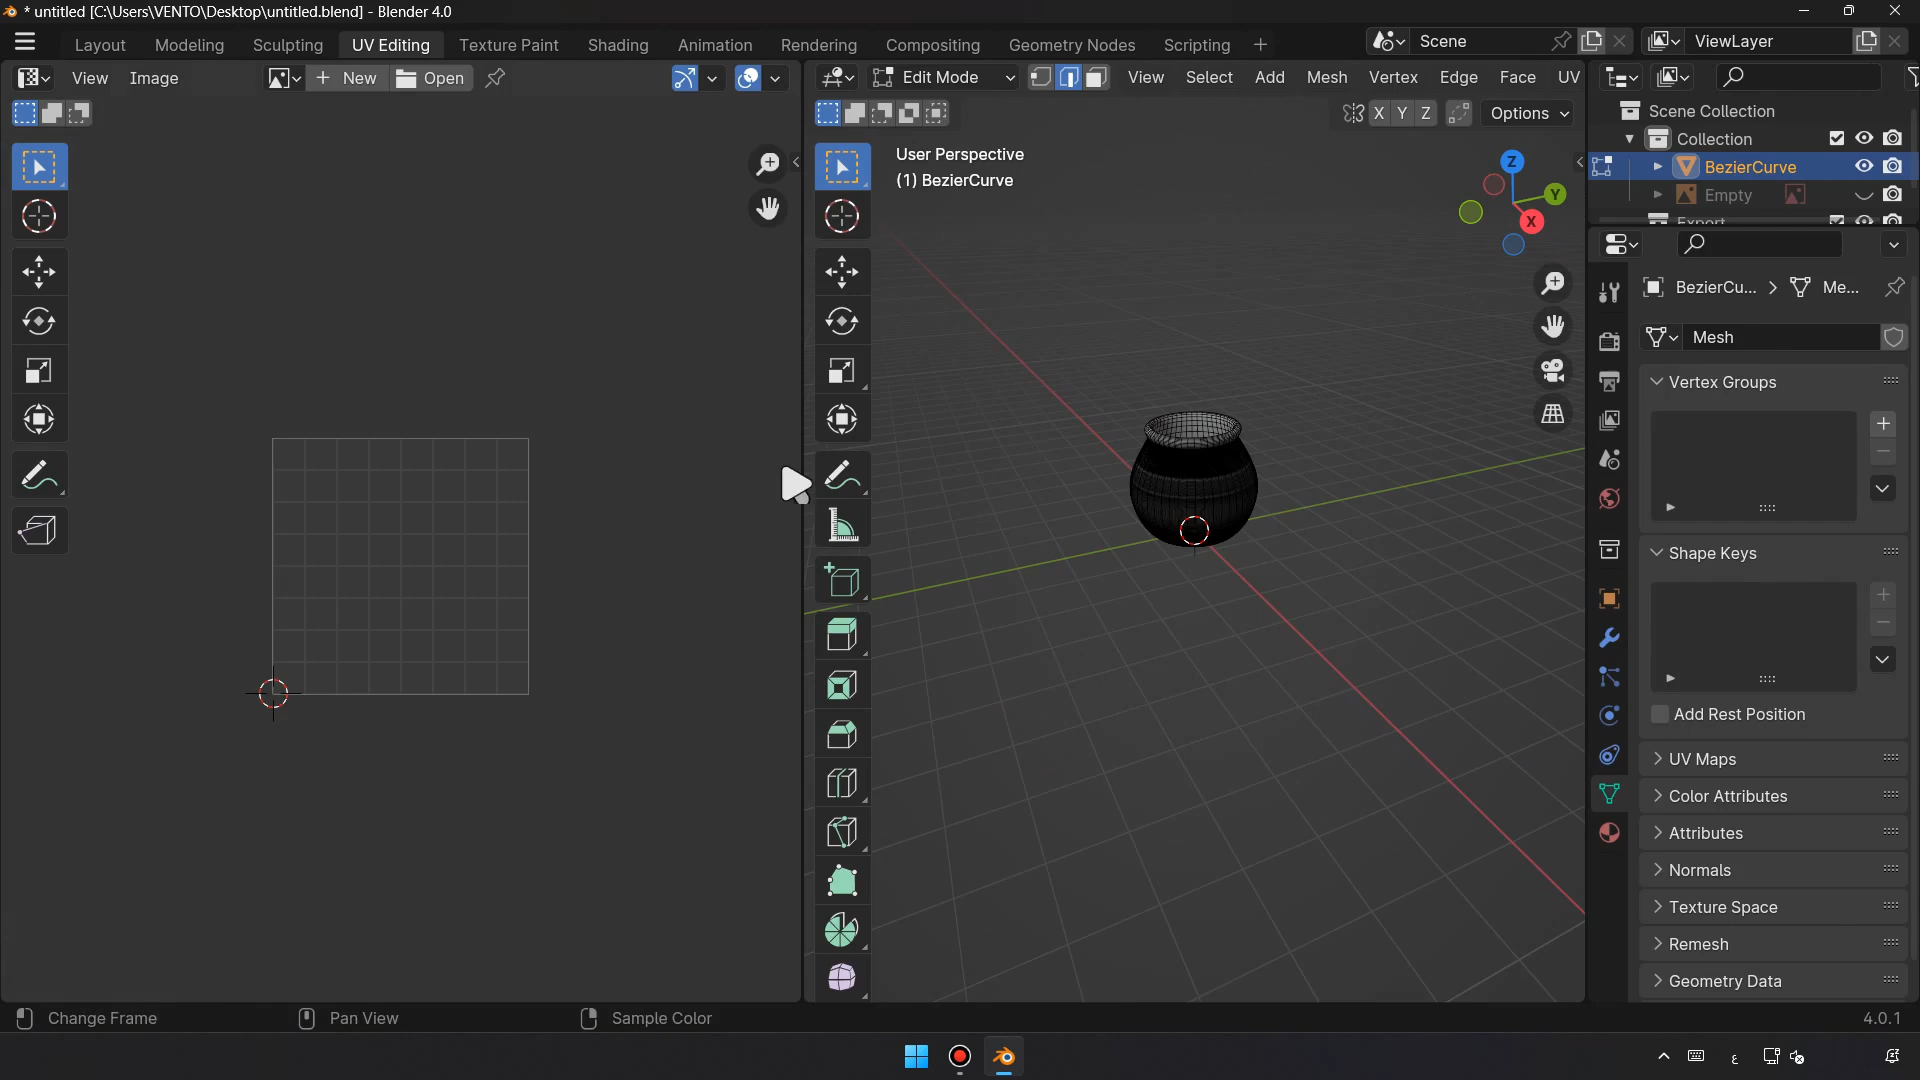 * untitled [C:\Users\VENTO\Desktop\untitled.blend] - Blender 4.0
Layout Modeling Sculpting UV Editing Texture Paint Shading Animation Rendering Compositing Geometry Nodes Scripting
Scene
ViewLayer
View Image New Open
Edit Mode View Select Add Mesh Vertex Edge Face UV
X Y Z Options
User Perspective
(1) BezierCurve
Z
Y
X
Scene Collection
Collection
BezierCurve
Empty
Export
BezierCu... Me...
Mesh
Vertex Groups
Shape Keys
Add Rest Position
UV Maps
Color Attributes
Attributes
Normals
Texture Space
Remesh
Geometry Data
Change Frame Pan View Sample Color 4.0.1
ع